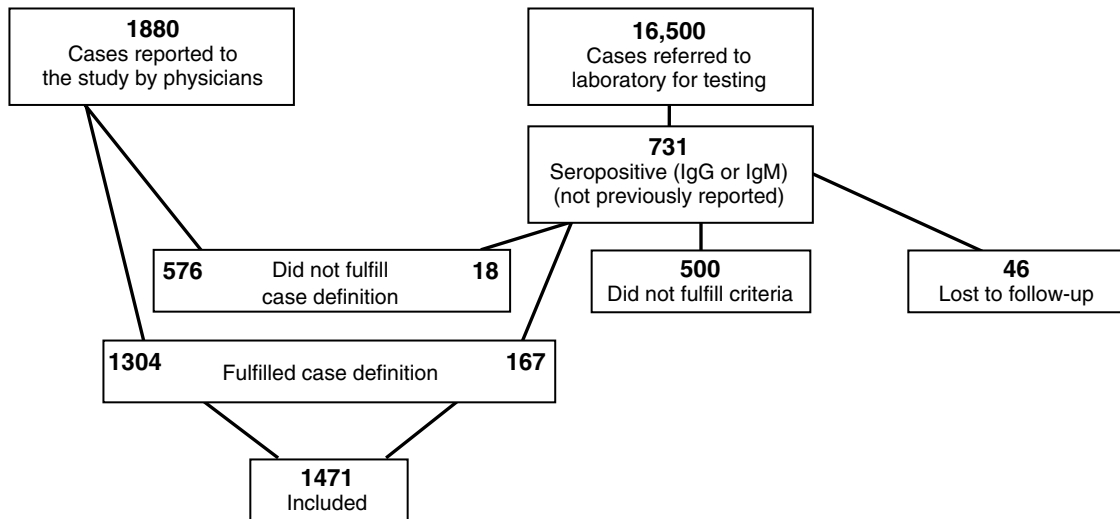 1880
Cases reported to
the study by physicians
16,500
Cases referred to
laboratory for testing
731
Seropositive (IgG or IgM)
(not previously reported)
576 Did not fulfill 18
case definition
500
Did not fulfill criteria
46
Lost to follow-up
1304 Fulfilled case definition 167
1471
Included